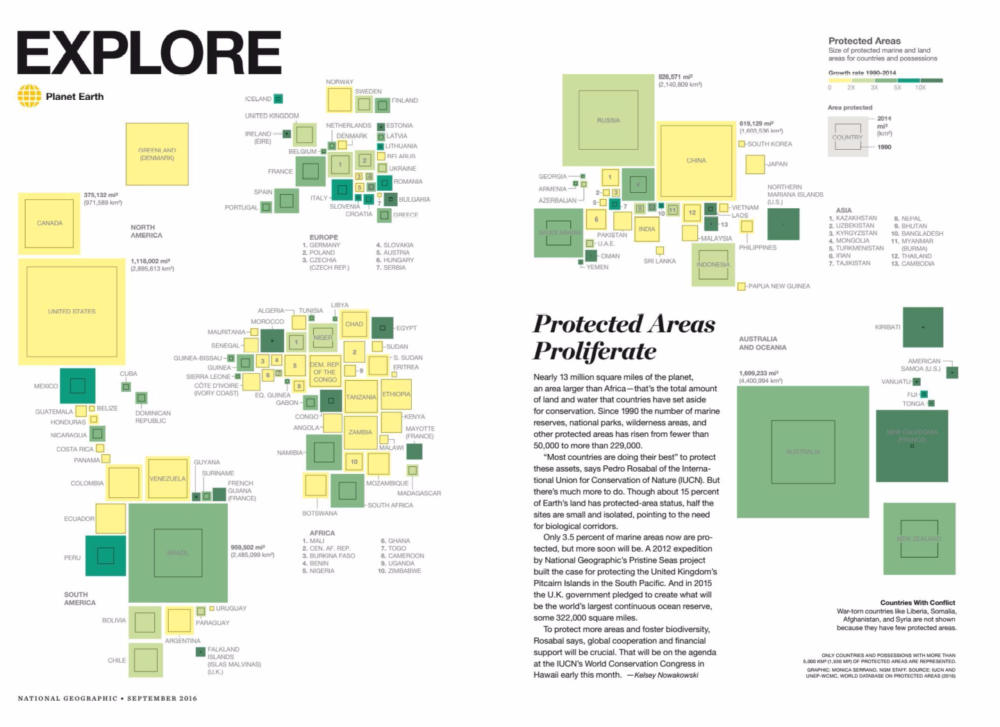 EXPLORE
Planet Earth
GREENLAND
(DENMARK)
375,132 mi²
(971,589 km²)
CANADA
NORTH
AMERICA
1,118,002 mi²
(2,895,613 km²)
UNITED STATES
MEXICO
CUBA
GUATEMALA
BELIZE
HONDURAS
DOMINICAN
REPUBLIC
NICARAGUA
COSTA RICA
PANAMA
COLOMBIA
VENEZUELA
GUYANA
SURINAME
FRENCH
GUIANA
(FRANCE)
ECUADOR
PERU
BRAZIL
959,502 mi²
(2,485,099 km²)
SOUTH
AMERICA
BOLIVIA
URUGUAY
PARAGUAY
ARGENTINA
CHILE
FALKLAND
ISLANDS
(ISLAS MALVINAS)
(U.K.)
ICELAND
NORWAY
SWEDEN
FINLAND
UNITED KINGDOM
IRELAND
(ÉIRE)
NETHERLANDS
DENMARK
ESTONIA
LATVIA
LITHUANIA
BELGIUM
BELARUS
1
2
UKRAINE
FRANCE
3
4
5
ROMANIA
SPAIN
ITALY
7
BULGARIA
PORTUGAL
SLOVENIA
CROATIA
GREECE
EUROPE
1. GERMANY
2. POLAND
3. CZECHIA
(CZECH REP.)
4. SLOVAKIA
5. AUSTRIA
6. HUNGARY
7. SERBIA
ALGERIA
TUNISIA
LIBYA
MOROCCO
CHAD
EGYPT
MAURITANIA
NIGER
SENEGAL
1
SUDAN
2
GUINEA-BISSAU
S. SUDAN
GUINEA
3
4
5
DEM. REP.
OF THE
CONGO
9
ERITREA
SIERRA LEONE
6
7
CÔTE D'IVOIRE
(IVORY COAST)
8
EQ. GUINEA
GABON
TANZANIA
ETHIOPIA
CONGO
KENYA
ANGOLA
ZAMBIA
MAYOTTE
(FRANCE)
MALAWI
NAMIBIA
10
MOZAMBIQUE
MADAGASCAR
SOUTH AFRICA
BOTSWANA
AFRICA
1. MALI
2. CEN. AF. REP.
3. BURKINA FASO
4. BENIN
5. NIGERIA
6. GHANA
7. TOGO
8. CAMEROON
9. UGANDA
10. ZIMBABWE
NATIONAL GEOGRAPHIC • SEPTEMBER 2016
826,571 mi²
(2,140,809 km²)
RUSSIA
619,129 mi²
(1,603,536 km²)
CHINA
SOUTH KOREA
JAPAN
GEORGIA
ARMENIA
AZERBAIJAN
1
4
2
3
5
7
8
10
11
12
VIETNAM
LAOS
NORTHERN
MARIANA ISLANDS
(U.S.)
SAUDI ARABIA
6
PAKISTAN
INDIA
13
U.A.E.
MALAYSIA
PHILIPPINES
OMAN
YEMEN
SRI LANKA
INDONESIA
PAPUA NEW GUINEA
ASIA
1. KAZAKHSTAN
2. UZBEKISTAN
3. KYRGYZSTAN
4. MONGOLIA
5. TURKMENISTAN
6. IRAN
7. TAJIKISTAN
8. NEPAL
9. BHUTAN
10. BANGLADESH
11. MYANMAR
(BURMA)
12. THAILAND
13. CAMBODIA
Protected Areas
Size of protected marine and land
areas for countries and possessions
Growth rate 1990-2014
0 2X 3X 5X 10X
Area protected
COUNTRY
2014
mi²
(km²)
1990
Protected Areas
Proliferate
Nearly 13 million square miles of the planet,
an area larger than Africa—that's the total amount
of land and water that countries have set aside
for conservation. Since 1990 the number of marine
reserves, national parks, wilderness areas, and
other protected areas has risen from fewer than
50,000 to more than 229,000.
“Most countries are doing their best” to protect
these assets, says Pedro Rosabal of the Interna-
tional Union for Conservation of Nature (IUCN). But
there's much more to do. Though about 15 percent
of Earth's land has protected-area status, half the
sites are small and isolated, pointing to the need
for biological corridors.
Only 3.5 percent of marine areas now are pro-
tected, but more soon will be. A 2012 expedition
by National Geographic's Pristine Seas project
built the case for protecting the United Kingdom's
Pitcairn Islands in the South Pacific. And in 2015
the U.K. government pledged to create what will
be the world's largest continuous ocean reserve,
some 322,000 square miles.
To protect more areas and foster biodiversity,
Rosabal says, global cooperation and financial
support will be crucial. That will be on the agenda
at the IUCN's World Conservation Congress in
Hawaii early this month. —Kelsey Nowakowski
AUSTRALIA
AND OCEANIA
1,699,233 mi²
(4,400,994 km²)
AUSTRALIA
KIRIBATI
AMERICAN
SAMOA (U.S.)
VANUATU
FIJI
TONGA
NEW CALEDONIA
(FRANCE)
NEW ZEALAND
Countries With Conflict
War-torn countries like Liberia, Somalia,
Afghanistan, and Syria are not shown
because they have few protected areas.
ONLY COUNTRIES AND POSSESSIONS WITH MORE THAN
5,000 KM² (1,930 MI²) OF PROTECTED AREAS ARE REPRESENTED.
GRAPHIC: MONICA SERRANO, NGM STAFF. SOURCE: IUCN AND
UNEP-WCMC, WORLD DATABASE ON PROTECTED AREAS (2016)